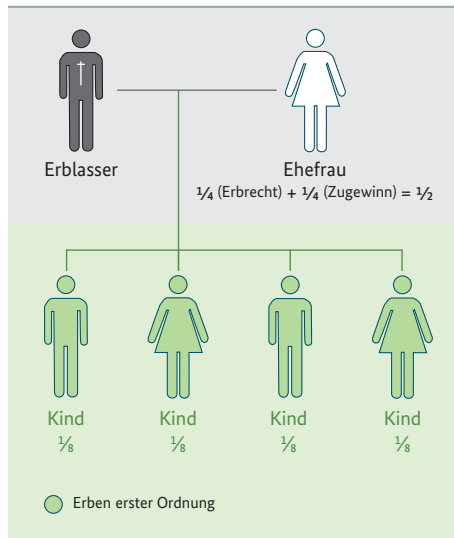 Erblasser
Ehefrau
¼ (Erbrecht) + ¼ (Zugewinn) = ½
Kind Kind Kind Kind
⅛ ⅛ ⅛ ⅛
Erben erster Ordnung